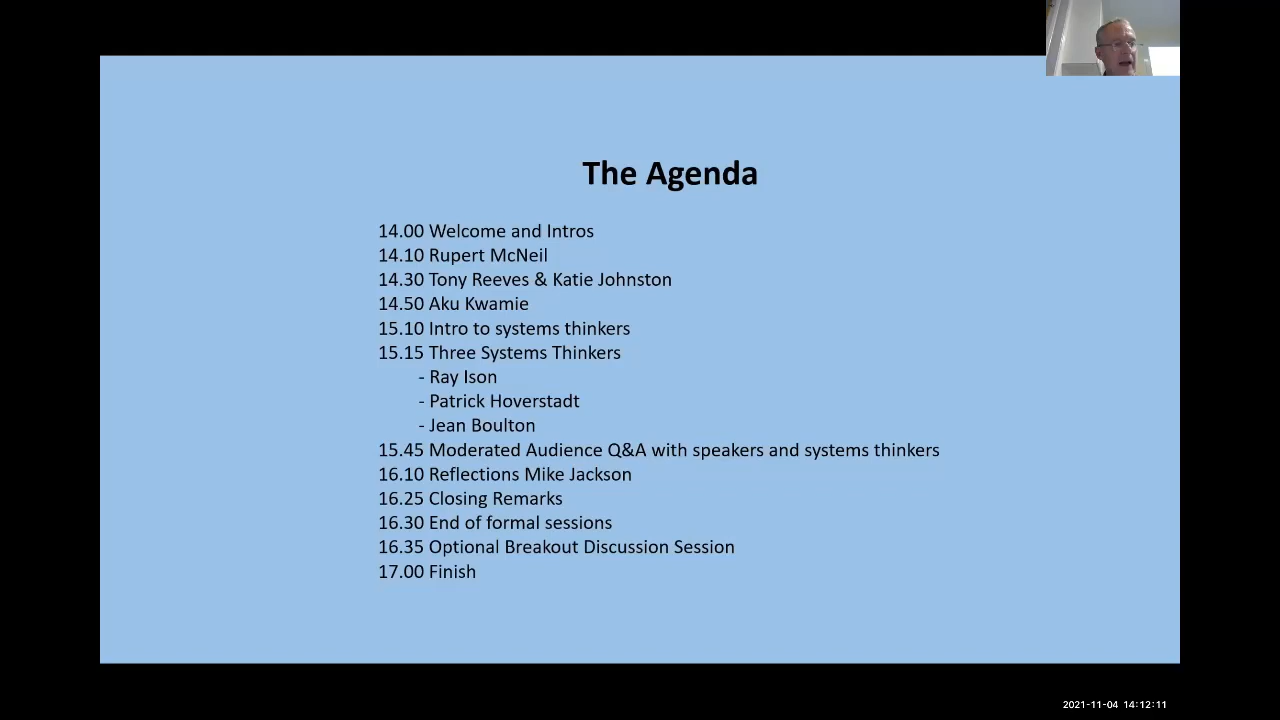 The Agenda
14.00 Welcome and Intros
14.10 Rupert McNeil
14.30 Tony Reeves & Katie Johnston
14.50 Aku Kwamie
15.10 Intro to systems thinkers
15.15 Three Systems Thinkers
- Ray Ison
- Patrick Hoverstadt
- Jean Boulton
15.45 Moderated Audience Q&A with speakers and systems thinkers
16.10 Reflections Mike Jackson
16.25 Closing Remarks
16.30 End of formal sessions
16.35 Optional Breakout Discussion Session
17.00 Finish
2021-11-04 14:12:11